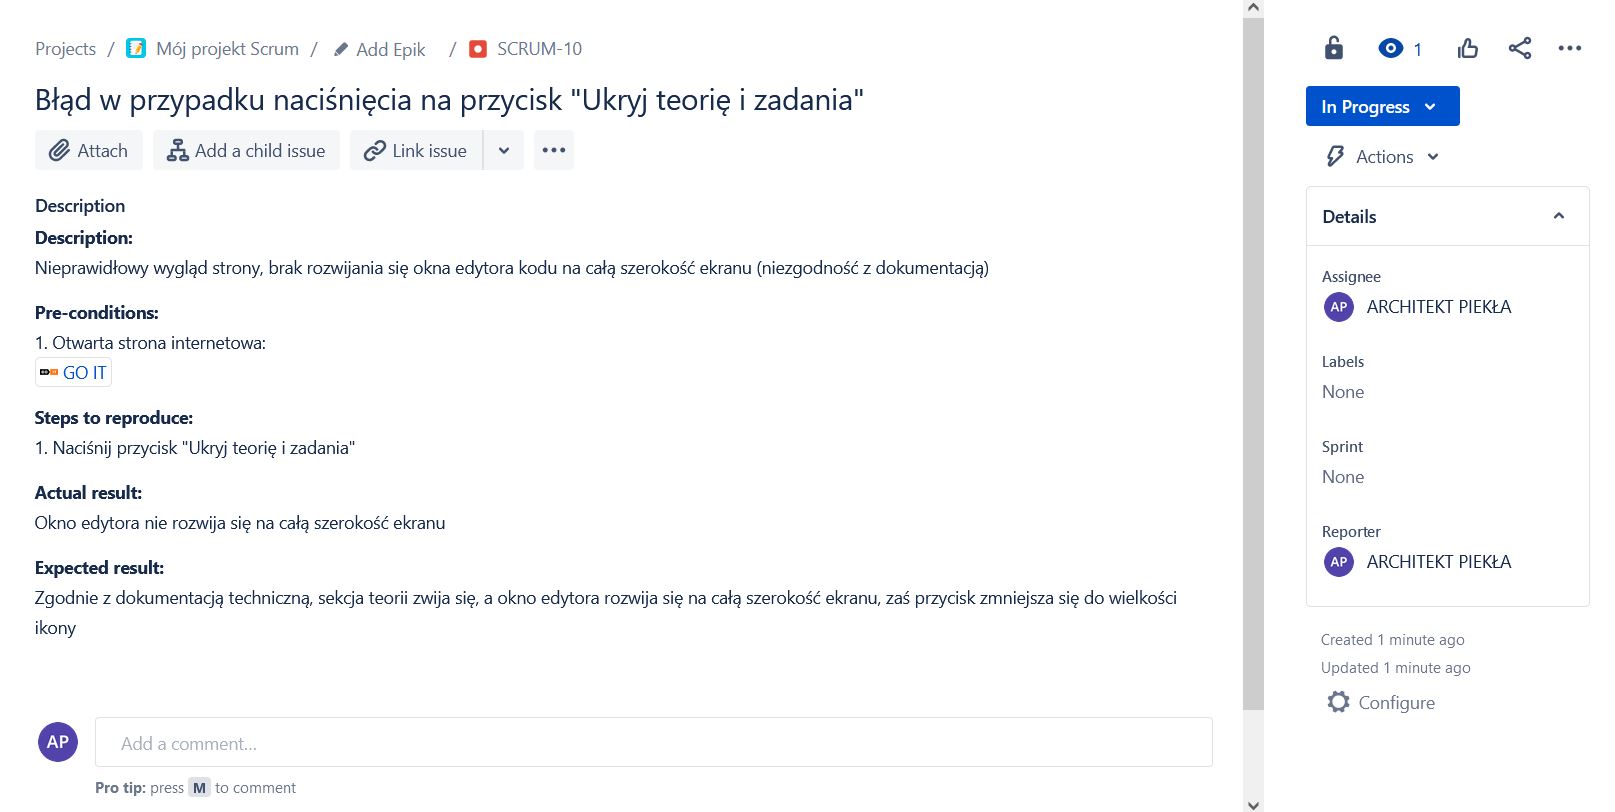 Projects / Mój projekt Scrum / Add Epik / SCRUM-10
1
Błąd w przypadku naciśnięcia na przycisk "Ukryj teorię i zadania"
In Progress
Attach Add a child issue Link issue
Actions
Description
Description:
Nieprawidłowy wygląd strony, brak rozwijania się okna edytora kodu na całą szerokość ekranu (niezgodność z dokumentacją)
Pre-conditions:
1. Otwarta strona internetowa:
GO IT
Steps to reproduce:
1. Naciśnij przycisk "Ukryj teorię i zadania"
Actual result:
Okno edytora nie rozwija się na całą szerokość ekranu
Expected result:
Zgodnie z dokumentacją techniczną, sekcja teorii zwija się, a okno edytora rozwija się na całą szerokość ekranu, zaś przycisk zmniejsza się do wielkości
ikony
AP
Add a comment...
Pro tip: press M to comment
Details
Assignee
AP ARCHITEKT PIEKŁA
Labels
None
Sprint
None
Reporter
AP ARCHITEKT PIEKŁA
Created 1 minute ago
Updated 1 minute ago
Configure